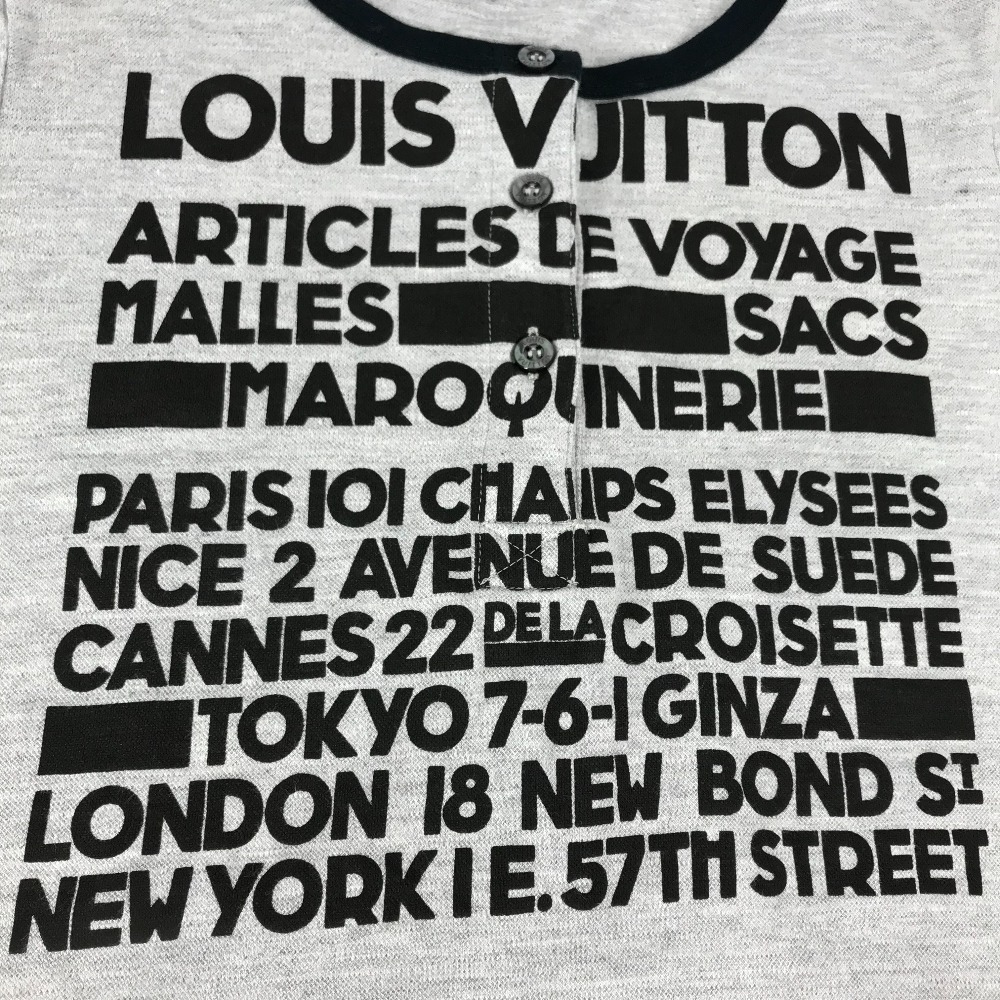 LOUIS VUITTON
ARTICLES DE VOYAGE
MALLES SACS
MAROQUINERIE
PARIS 101 CHAMPS ELYSEES
NICE 2 AVENUE DE SUEDE
CANNES 22 DE LA CROISETTE
TOKYO 7-6-1 GINZA
LONDON 18 NEW BOND ST
NEW YORK 1 E. 57TH STREET